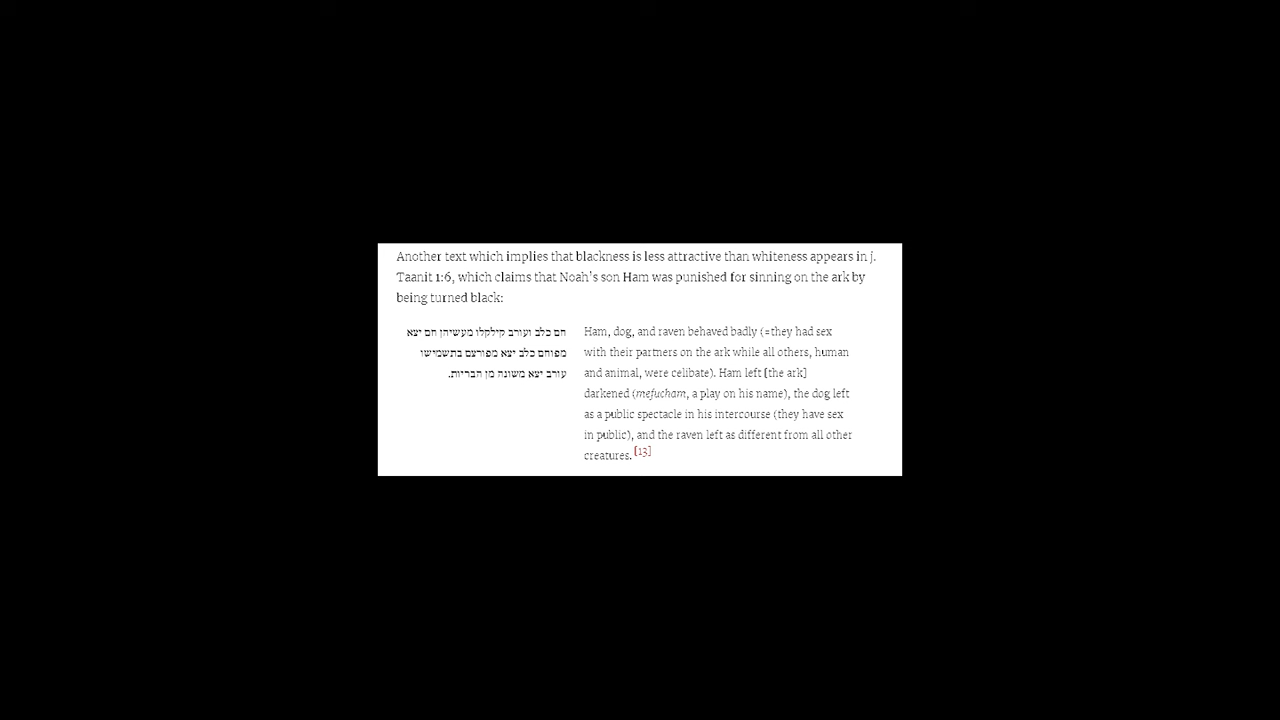 Another text which implies that blackness is less attractive than whiteness appears in j.
Taanit 1:6, which claims that Noah's son Ham was punished for sinning on the ark by
being turned black:
חם כלב ועורב קילקלו מעשיהן חם יצא
מפוחם כלב יצא מפורצם בתשמישו
עורב יצא משונה מן הבריות.
Ham, dog, and raven behaved badly (=they had sex
with their partners on the ark while all others, human
and animal, were celibate). Ham left [the ark]
darkened (mefucham, a play on his name), the dog left
as a public spectacle in his intercourse (they have sex
in public), and the raven left as different from all other
creatures. [13]